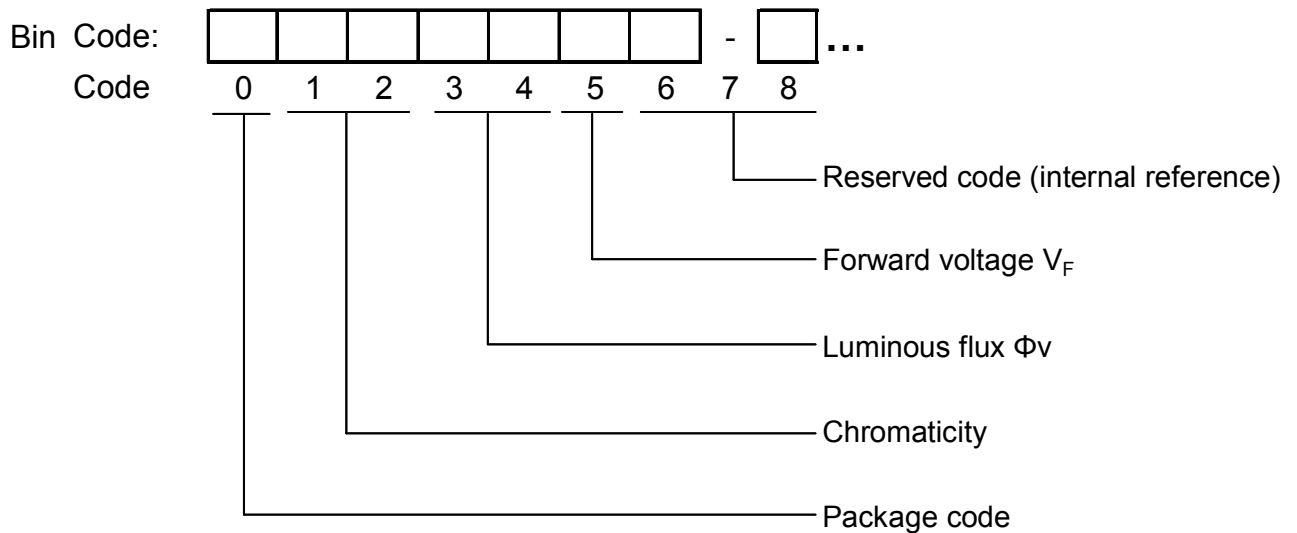 Bin Code: - ...
Code 0 1 2 3 4 5 6 7 8
Reserved code (internal reference)
Forward voltage VF
Luminous flux Φv
Chromaticity
Package code